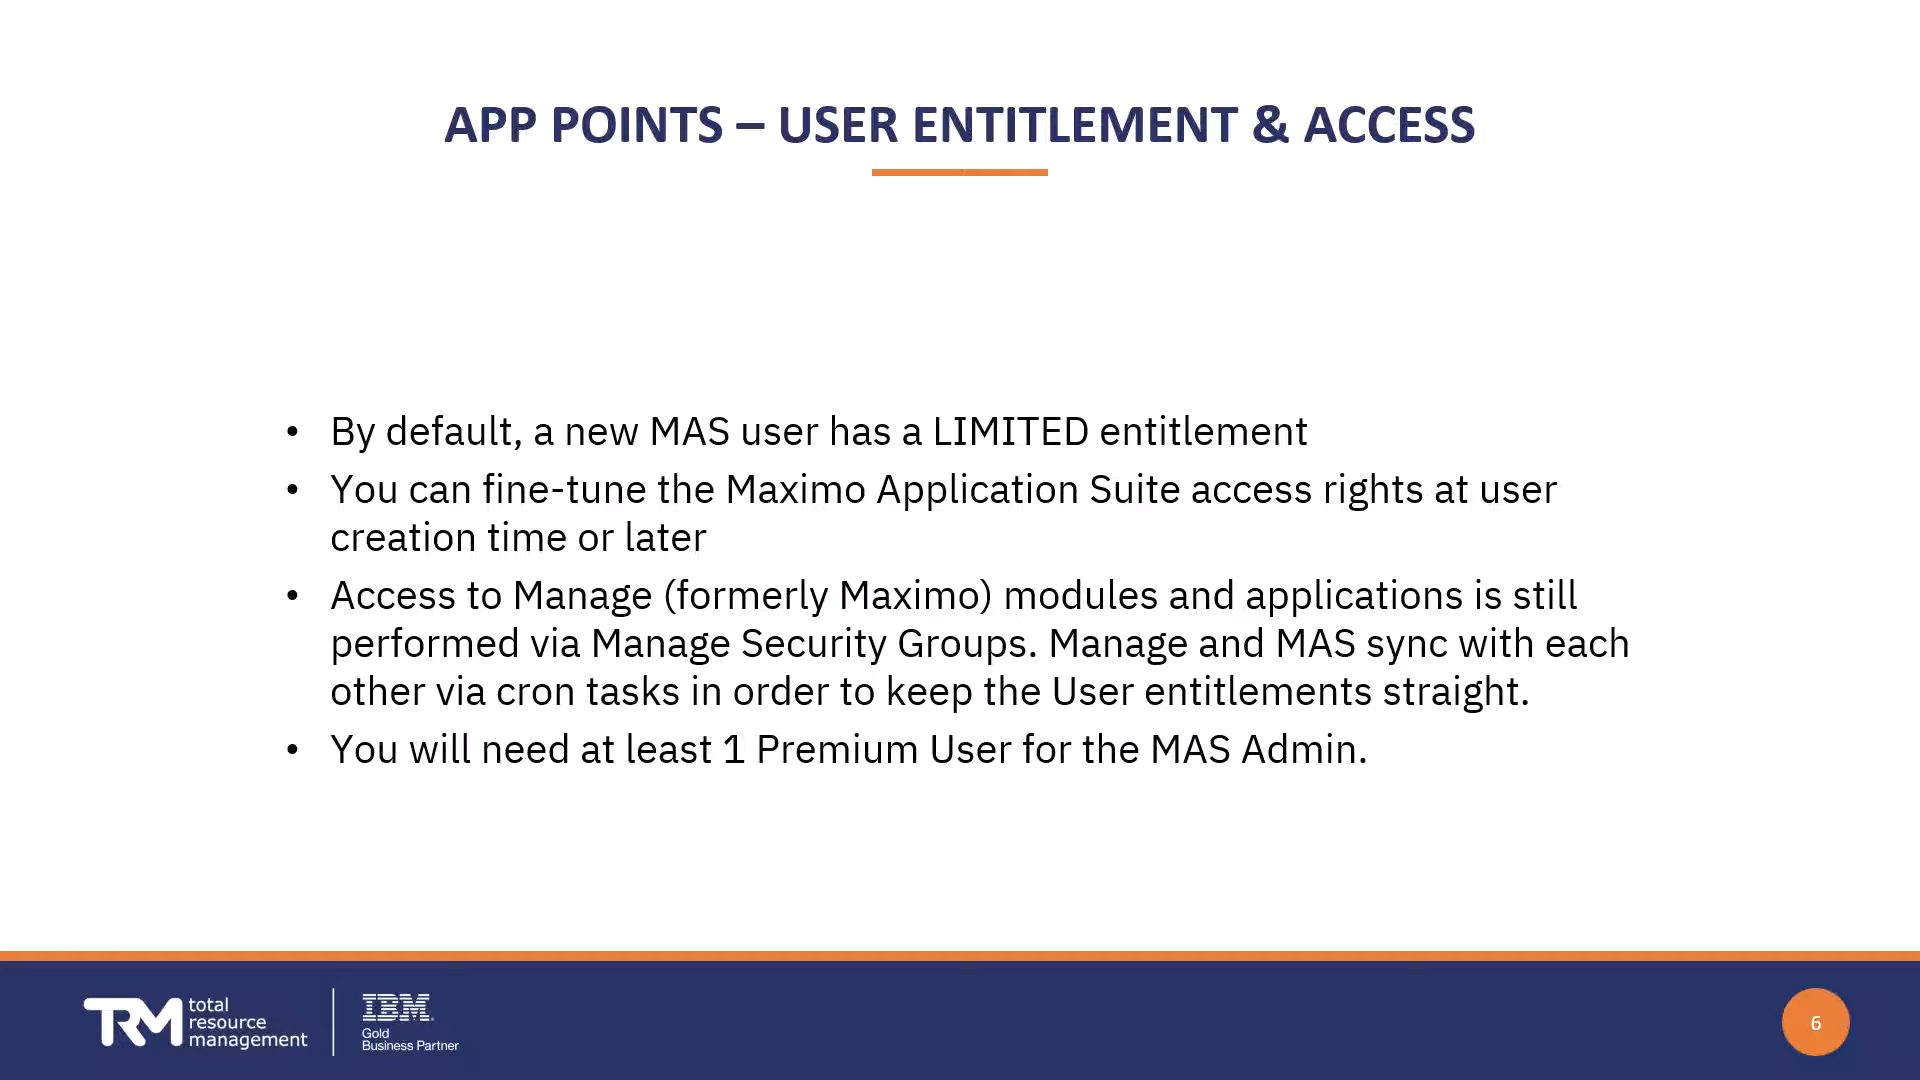 APP POINTS – USER ENTITLEMENT & ACCESS
• By default, a new MAS user has a LIMITED entitlement
• You can fine-tune the Maximo Application Suite access rights at user
creation time or later
• Access to Manage (formerly Maximo) modules and applications is still
performed via Manage Security Groups. Manage and MAS sync with each
other via cron tasks in order to keep the User entitlements straight.
• You will need at least 1 Premium User for the MAS Admin.
TRM total
resource
management
IBM
Gold
Business Partner
6